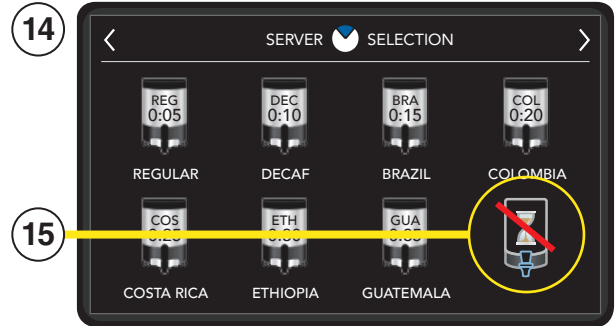 14
SERVER SELECTION
REG DEC BRA COL
0:05 0:10 0:15 0:20
REGULAR DECAF BRAZIL COLOMBIA
15
COS ETH GUA
COSTA RICA ETHIOPIA GUATEMALA